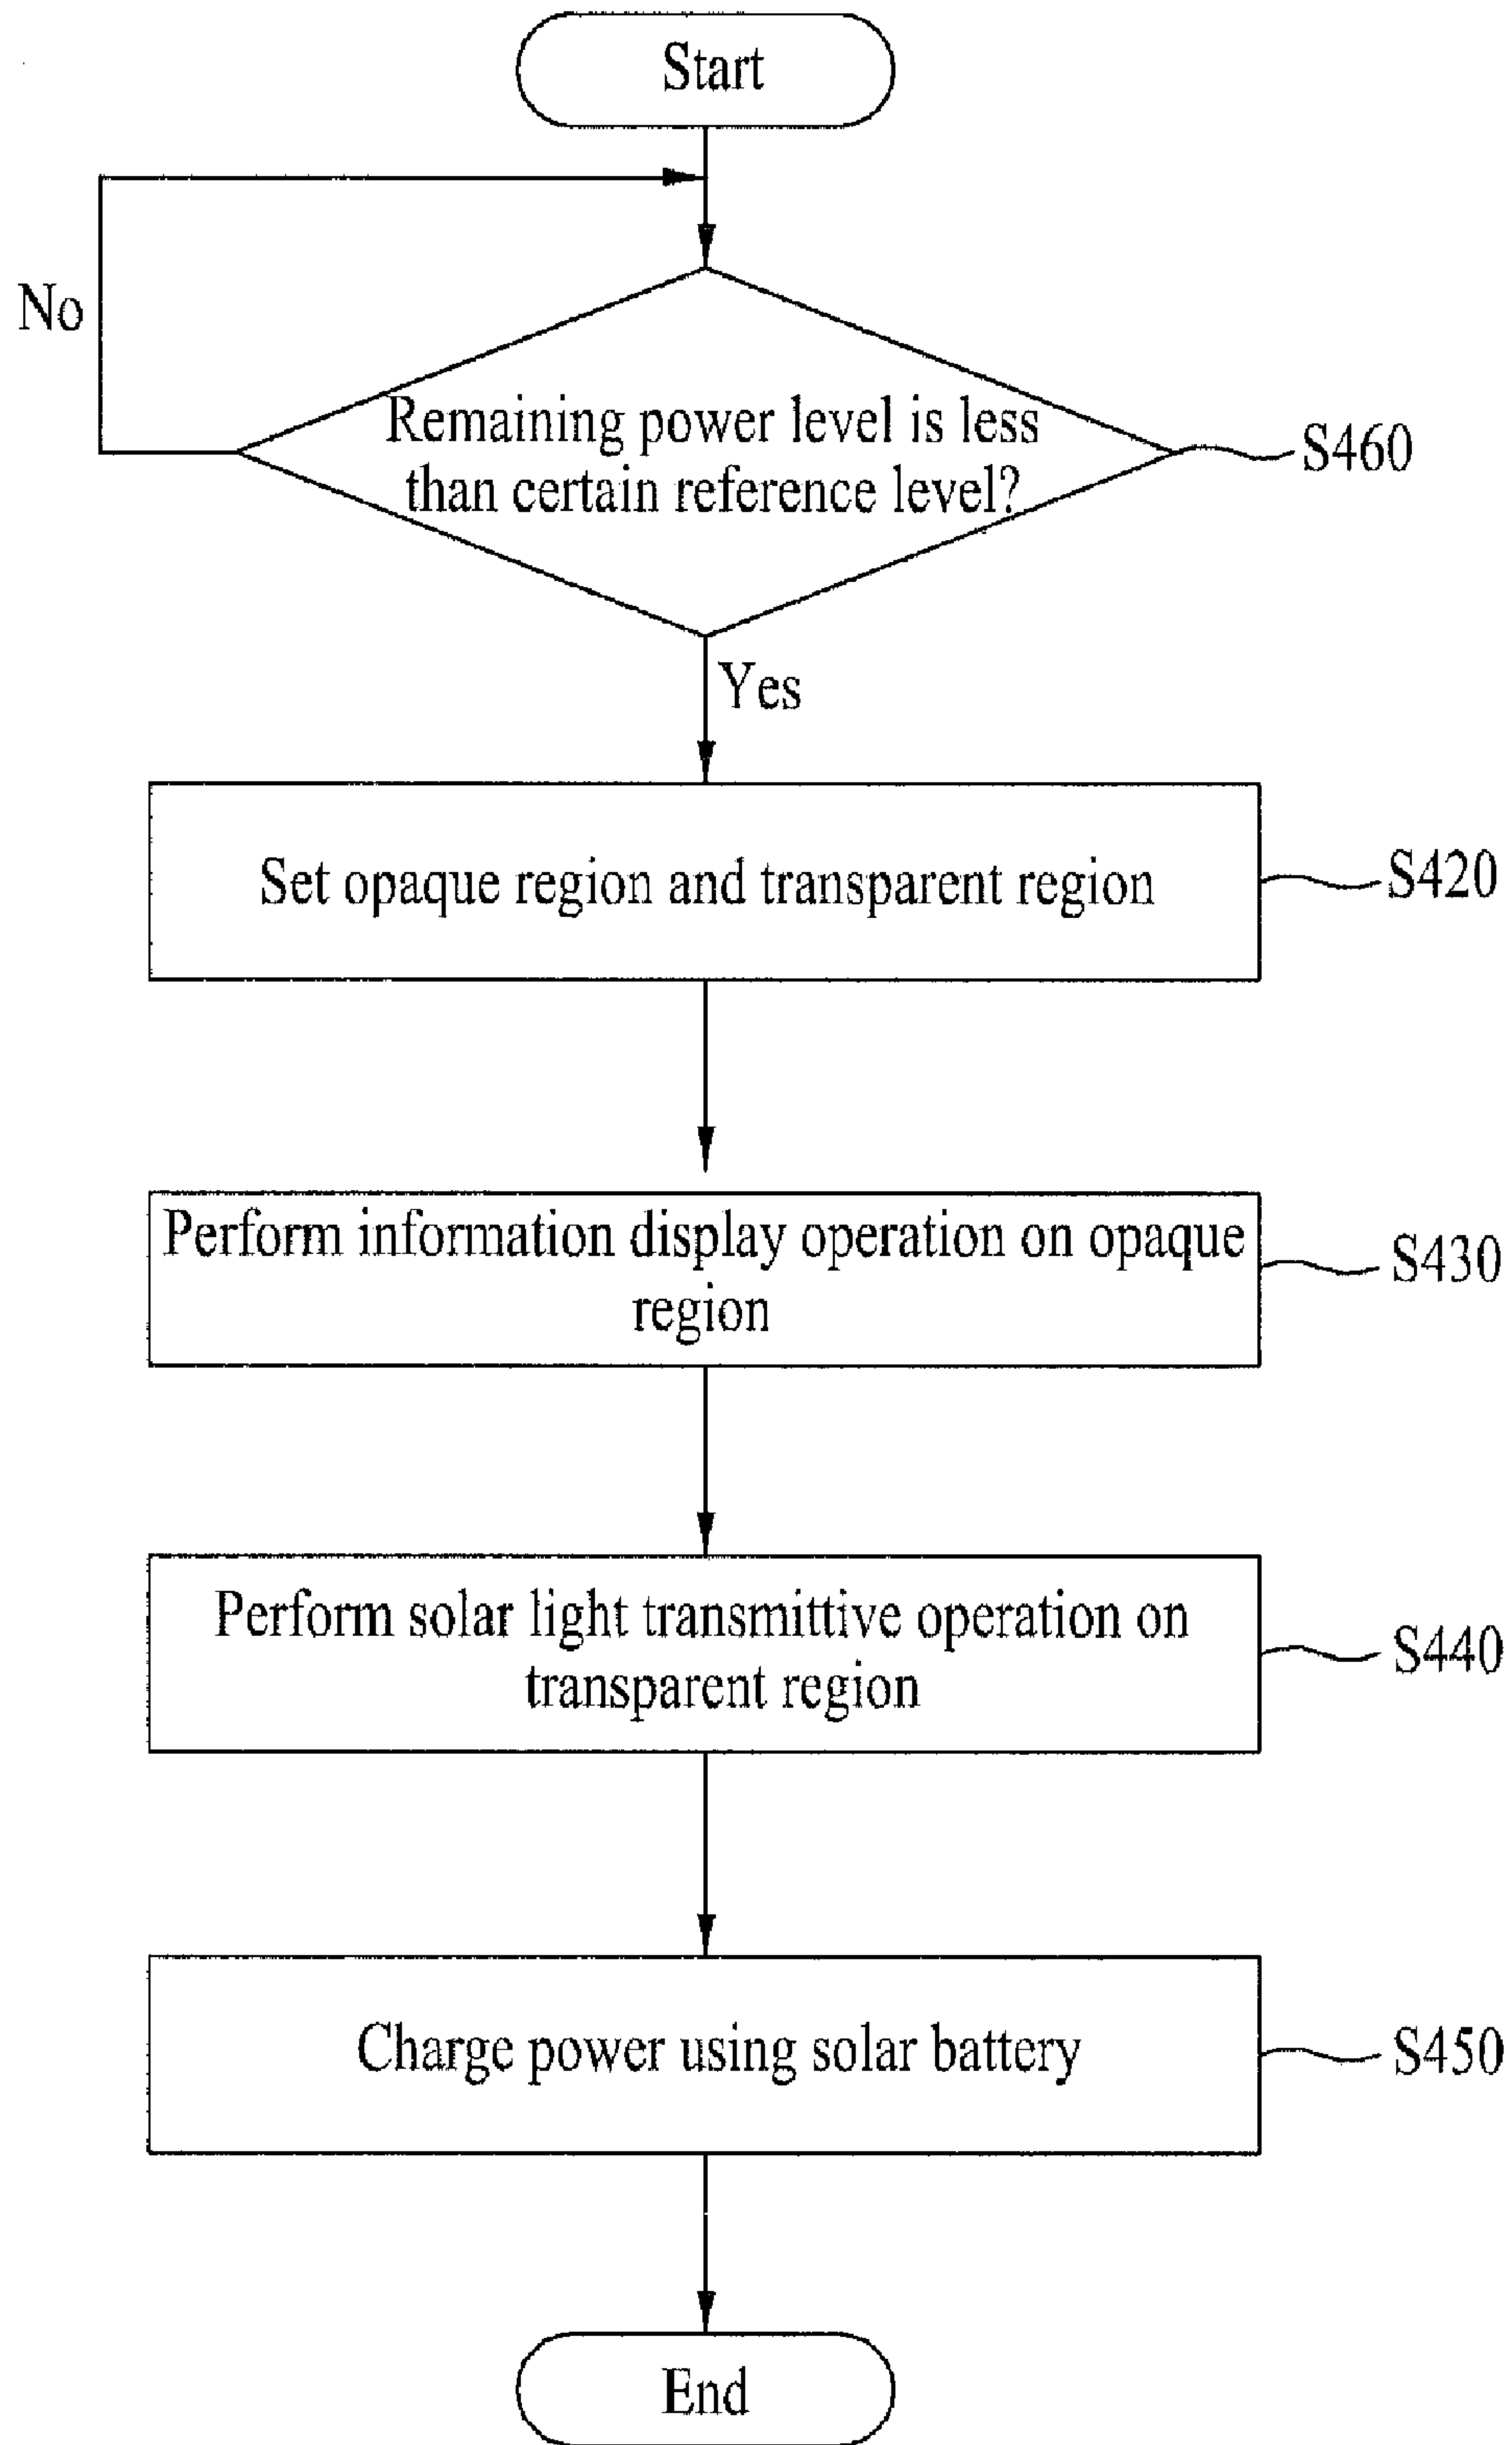 Start
No
Remaining power level is less
than certain reference level?
S460
Yes
Set opaque region and transparent region
S420
Perform information display operation on opaque
region
S430
Perform solar light transmittive operation on
transparent region
S440
Charge power using solar battery
S450
End